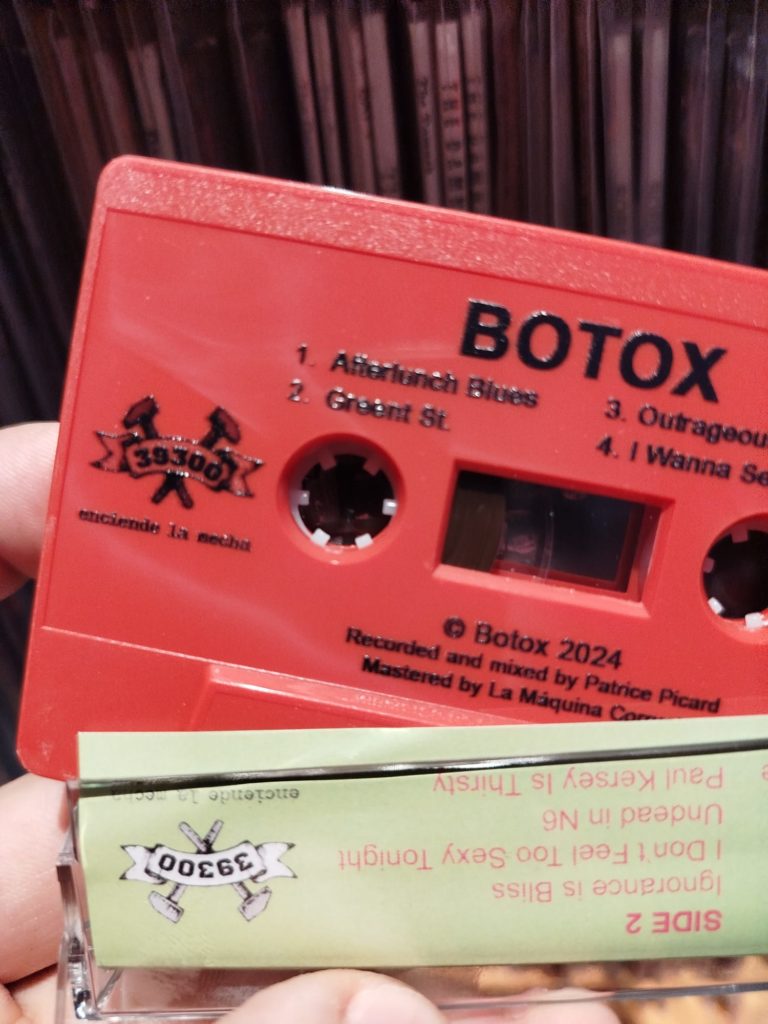 BOTOX
1. Afterlunch Blues
2. Greent St.
3. Outrageou
4. I Wanna Se
39300
enciende la mecha
© Botox 2024
Recorded and mixed by Patrice Picard
Mastered by La Máquina
SIDE 2
Ignorance is Bliss
I Don't Feel Too Sexy Tonight
Undead in N6
Paul Kersey Is Thirsty
39300
enciende la mecha